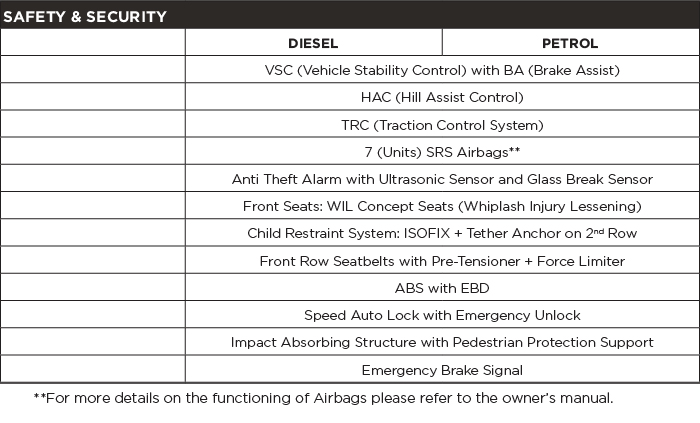 SAFETY & SECURITY
DIESEL PETROL
VSC (Vehicle Stability Control) with BA (Brake Assist)
HAC (Hill Assist Control)
TRC (Traction Control System)
7 (Units) SRS Airbags**
Anti Theft Alarm with Ultrasonic Sensor and Glass Break Sensor
Front Seats: WIL Concept Seats (Whiplash Injury Lessening)
Child Restraint System: ISOFIX + Tether Anchor on 2nd Row
Front Row Seatbelts with Pre-Tensioner + Force Limiter
ABS with EBD
Speed Auto Lock with Emergency Unlock
Impact Absorbing Structure with Pedestrian Protection Support
Emergency Brake Signal
**For more details on the functioning of Airbags please refer to the owner's manual.